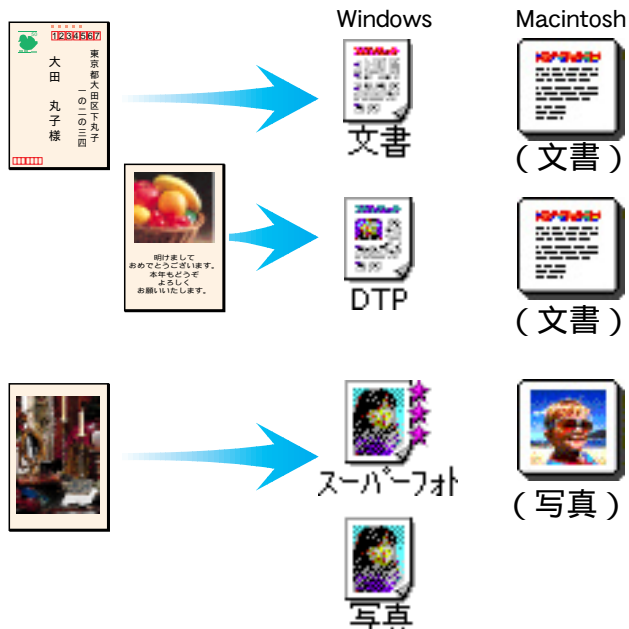 Windows
Macintosh
1234567
東京都大田区下丸子
一の二の三四
大田 丸子様
文書
(文書)
明けまして
おめでとうございます。
本年もどうぞ
よろしく
お願いいたします。
DTP
(文書)
スーパーフォト
(写真)
写真